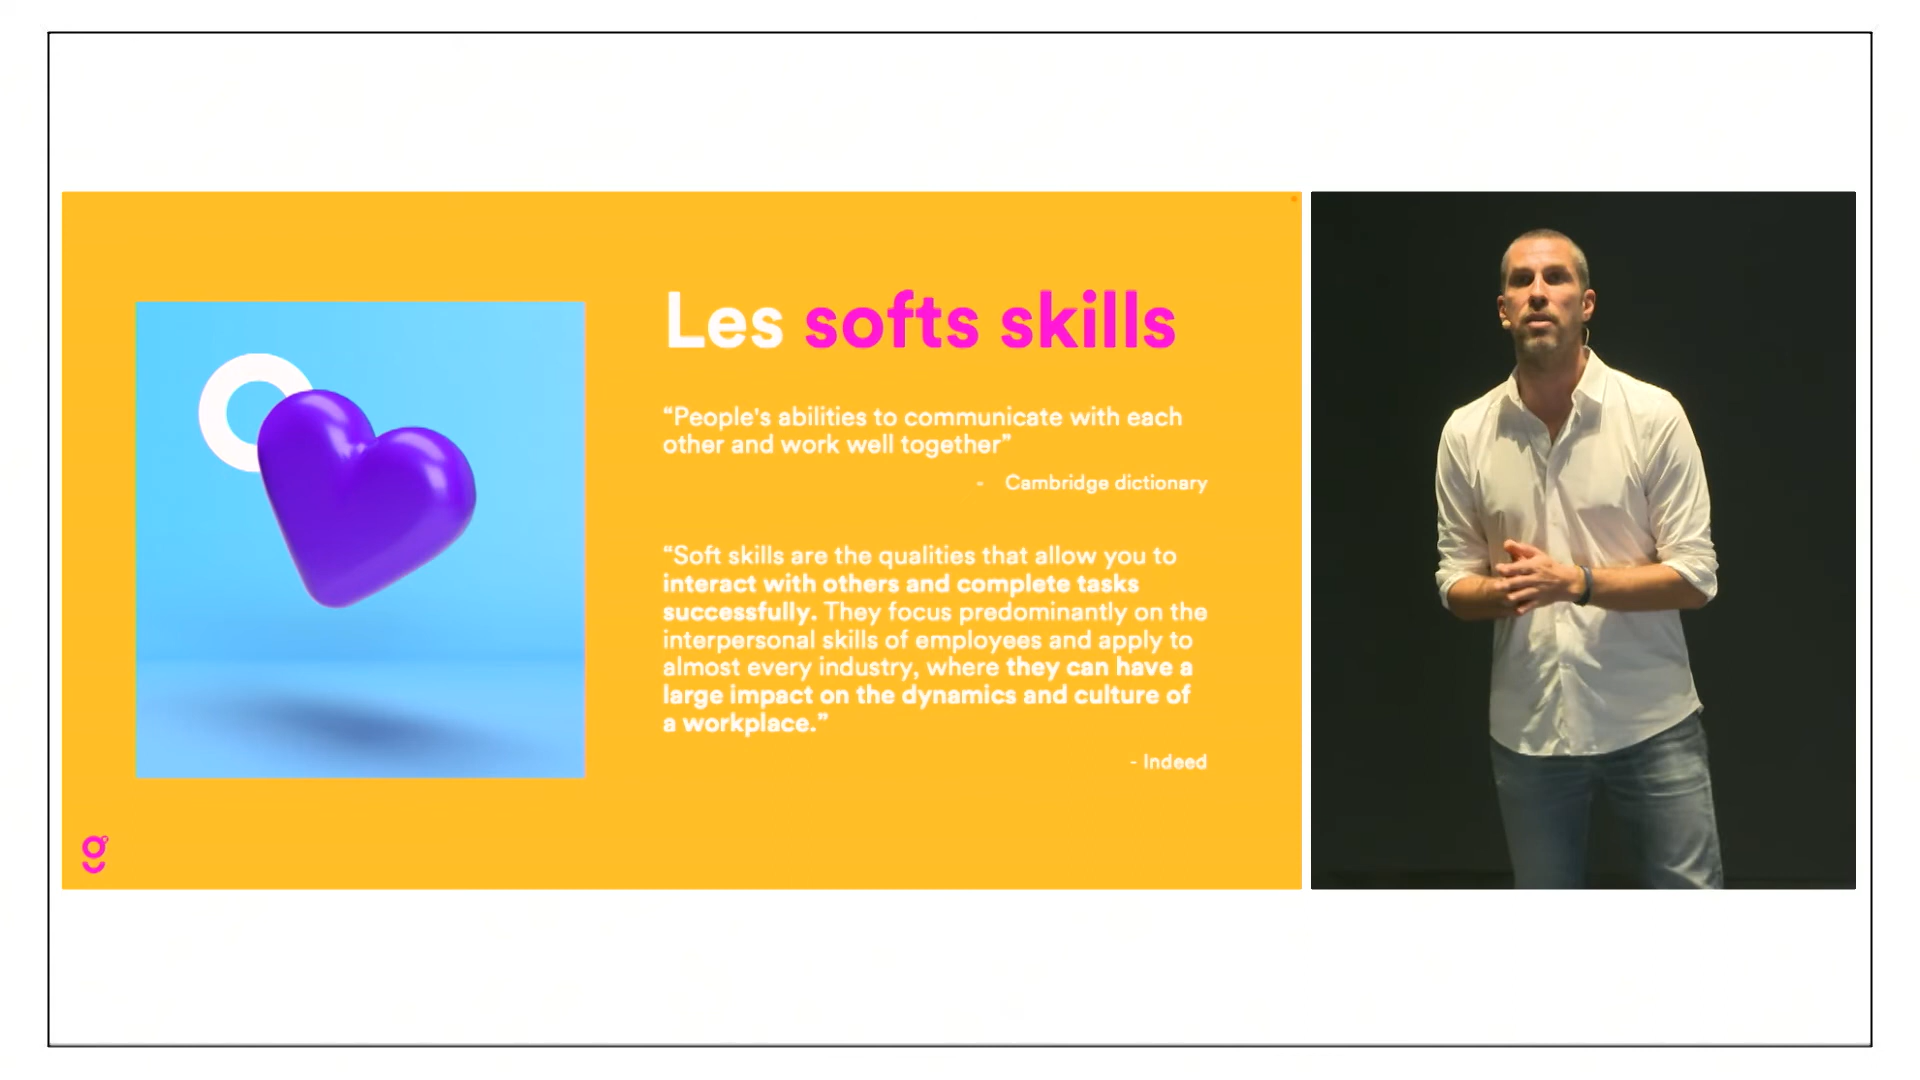 Les softs skills
“People's abilities to communicate with each
other and work well together”
- Cambridge dictionary
“Soft skills are the qualities that allow you to
interact with others and complete tasks
successfully. They focus predominantly on the
interpersonal skills of employees and apply to
almost every industry, where they can have a
large impact on the dynamics and culture of
a workplace.”
- Indeed